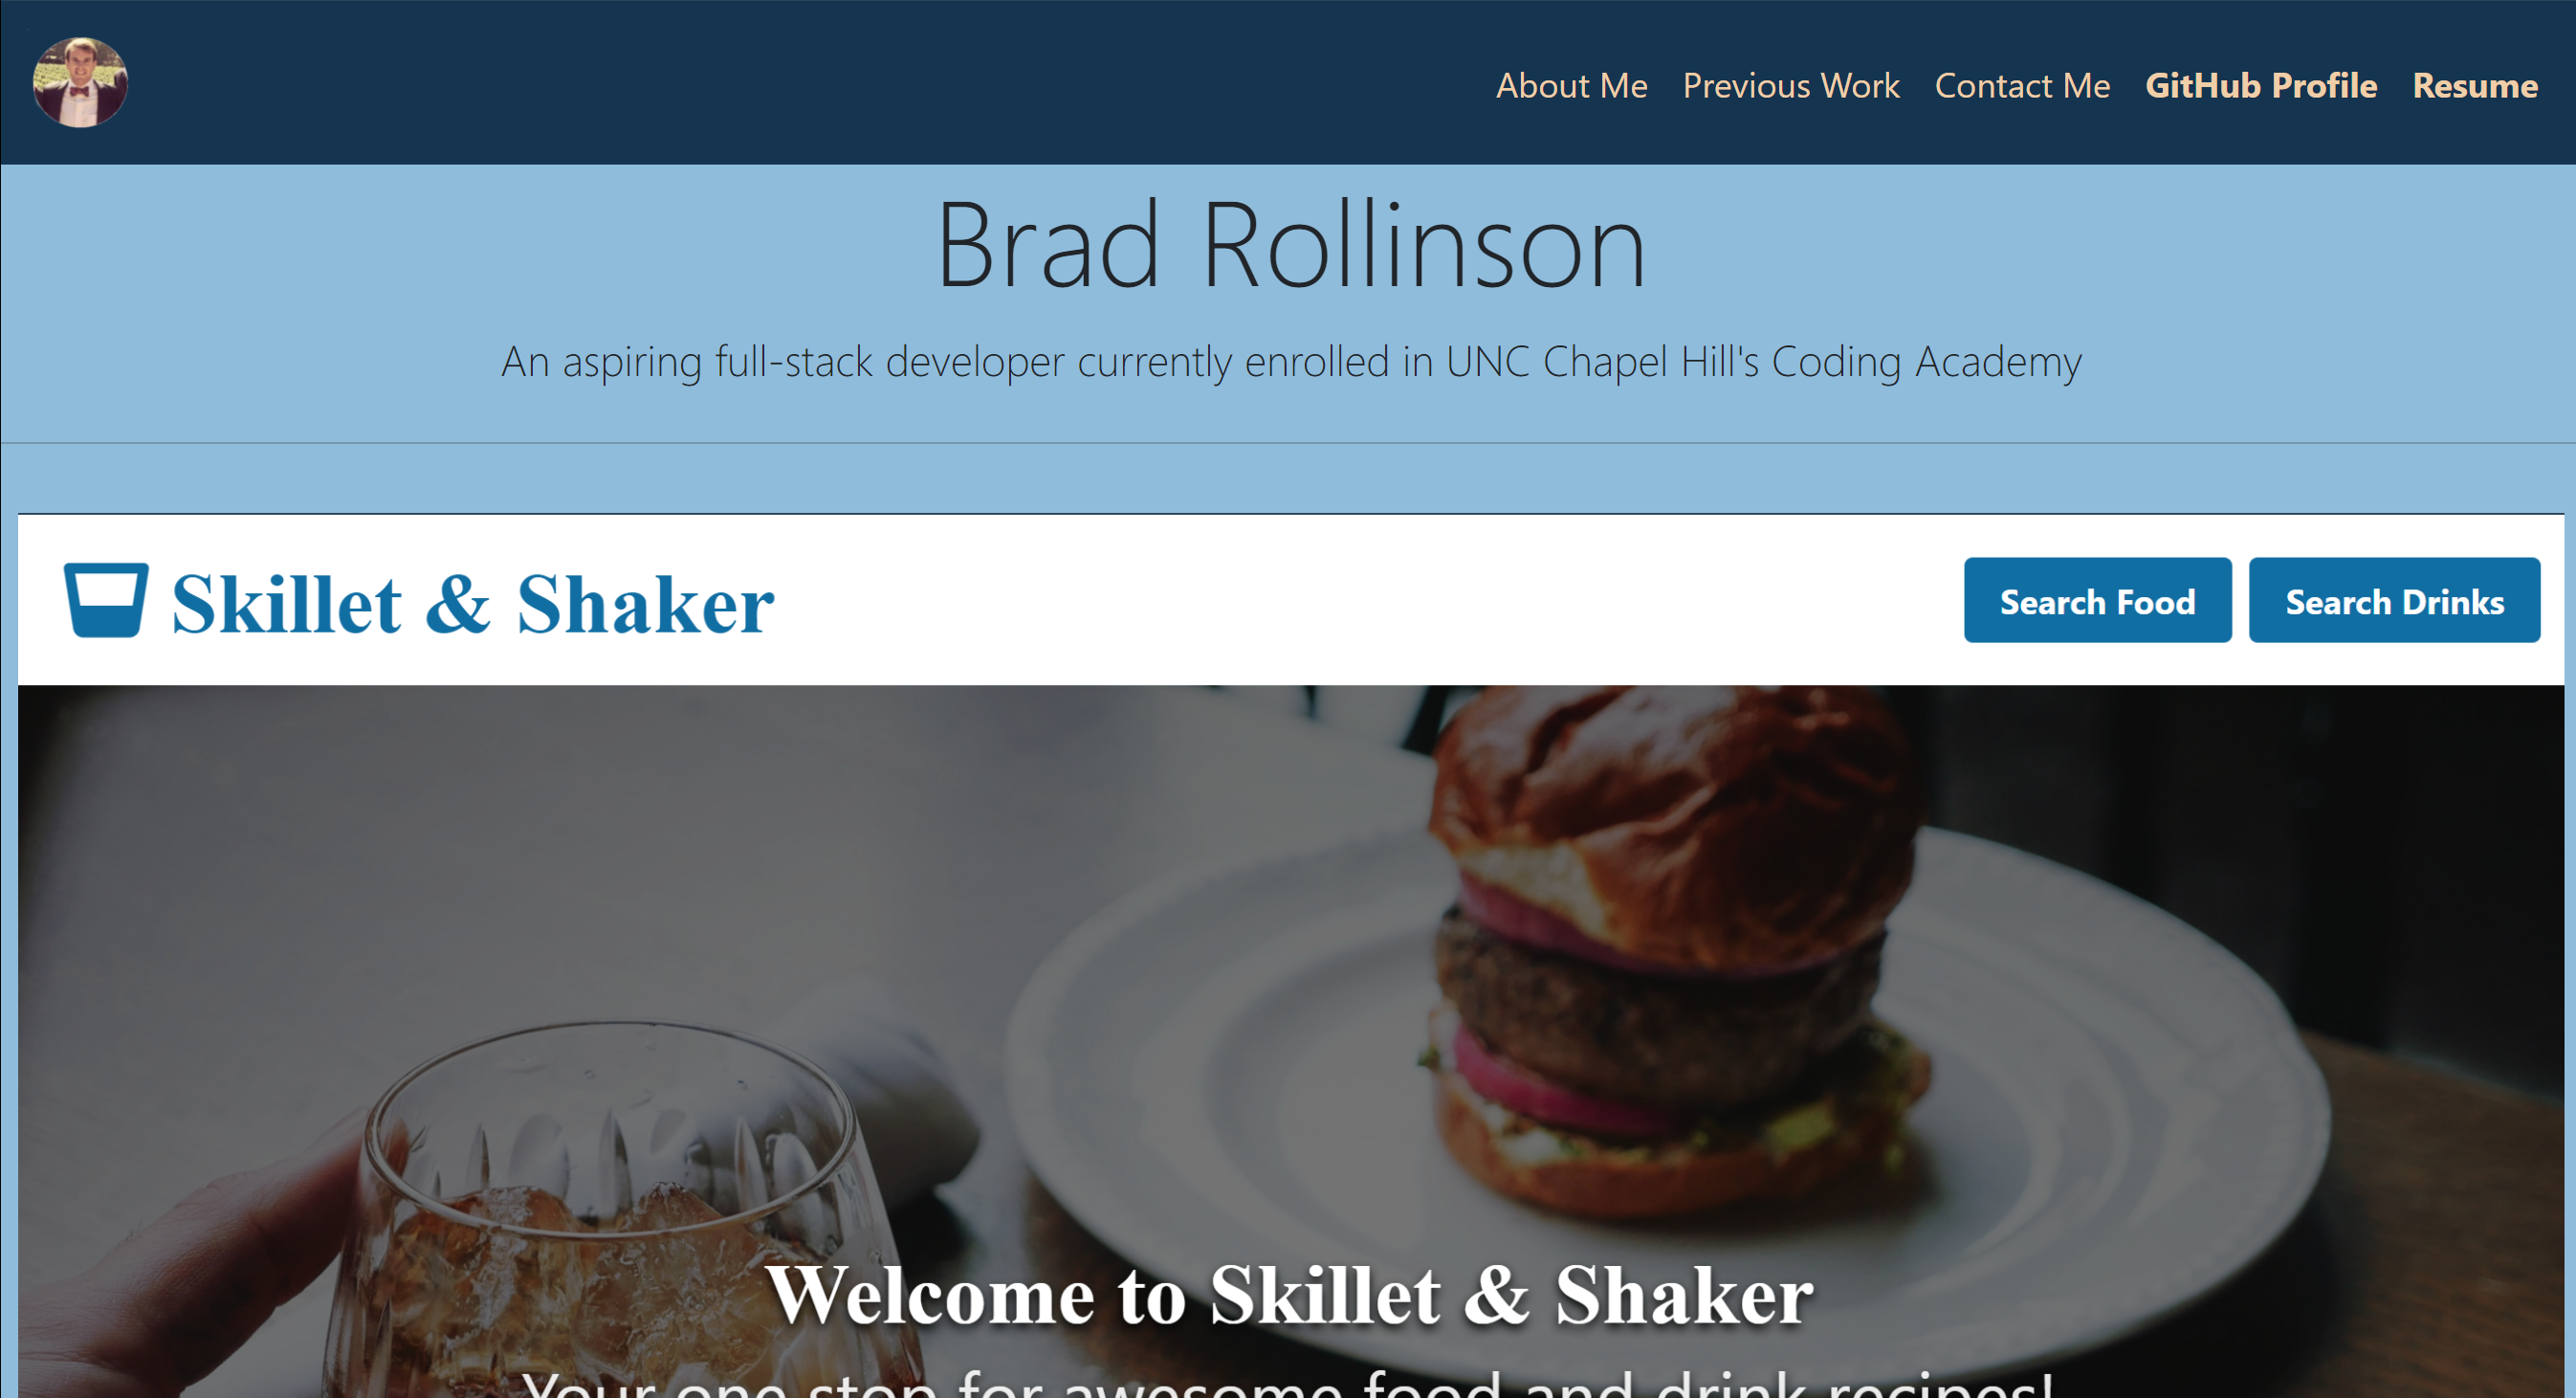 About Me Previous Work Contact Me GitHub Profile Resume
Brad Rollinson
An aspiring full-stack developer currently enrolled in UNC Chapel Hill's Coding Academy
Skillet & Shaker
Search Food Search Drinks
Welcome to Skillet & Shaker
Your one stop for awesome food and drink recipes!